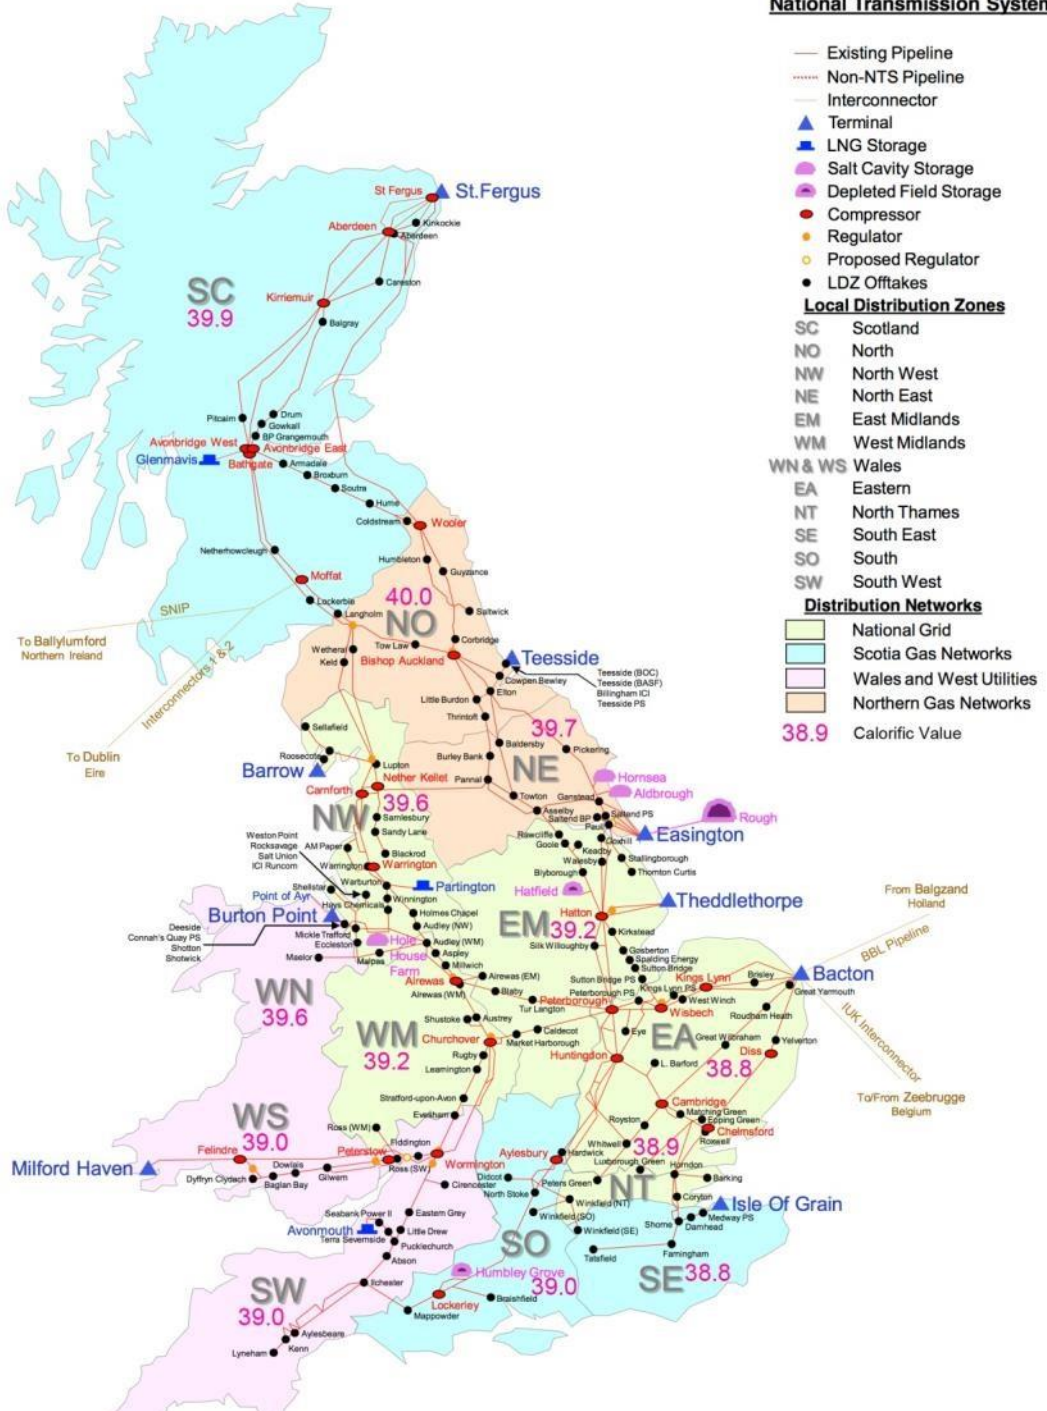 National Transmission System
Existing Pipeline
Non-NTS Pipeline
Interconnector
Terminal
LNG Storage
Salt Cavity Storage
Depleted Field Storage
Compressor
Regulator
Proposed Regulator
LDZ Offtakes
Local Distribution Zones
SC Scotland
NO North
NW North West
NE North East
EM East Midlands
WM West Midlands
WN & WS Wales
EA Eastern
NT North Thames
SE South East
SO South
SW South West
Distribution Networks
National Grid
Scotia Gas Networks
Wales and West Utilities
Northern Gas Networks
38.9 Calorific Value
St Fergus
St.Fergus
Kinkockie
Aberdeen
Aberdeen
Careston
SC
39.9
Kirriemuir
Balgray
Pitcairn
Drum
Gowkall
BP Grangemouth
Avonbridge West
Avonbridge East
Glenmavis
Bathgate
Armadale
Broxburn
Soutra
Hume
Coldstream
Wooler
Netherhowcleugh
Humbleton
Guyzance
Moffat
Lockerbie
40.0
NO
Langholm
Saltwick
SNIP
To Ballylumford
Northern Ireland
Interconnectors 1 & 2
To Dublin
Eire
Wetheral
Keld
Tow Law
Corbridge
Bishop Auckland
Teesside
Cowpen Bewley
Teesside (BOC)
Teesside (BASF)
Billingham ICI
Teesside PS
Elton
Little Burdon
Thrintoft
39.7
NE
Baldersby
Pickering
Burley Bank
Pannal
Towton
Sellafield
Roosecote
Barrow
Lupton
Nether Kellet
Carnforth
39.6
NW
Hornsea
Aldbrough
Rough
Ganstead
Asselby
Saltend BP
Saltend PS
Paull
Easington
Rawcliffe
Goole
Coxhill
Keadby
Walesby
Stallingborough
Thornton Curtis
Blyborough
Samlesbury
Sandy Lane
AM Paper
Blackrod
Weston Point
Rocksavage
Salt Union
ICI Runcorn
Warrington
Warrington
Warburton
Partington
Shellstar
Point of Ayr
Winnington
Hays Chemicals
Holmes Chapel
Burton Point
Audley (NW)
Deeside
Connah's Quay PS
Shotton
Shotwick
Mickle Trafford
Eccleston
Maelor
Malpas
Hole
House
Farm
Audley (WM)
Aspley
Millwich
Hatfield
Theddlethorpe
Hatton
EM
39.2
Kirkstead
Silk Willoughby
Gosberton
Spalding Energy
Sutton Bridge
Sutton Bridge PS
Kings Lynn PS
Kings Lynn
Peterborough PS
Peterborough
West Winch
Wisbech
Brisley
Bacton
Great Yarmouth
From Balgzand
Holland
BBL Pipeline
IUK Interconnector
To/From Zeebrugge
Belgium
Roudham Heath
Yelverton
Great Wilbraham
Diss
WN
39.6
Alrewas
Alrewas (EM)
Alrewas (WM)
Blaby
Tur Langton
Caldecot
Market Harborough
Shustoke
Austrey
Churchover
WM
39.2
Rugby
Leamington
Stratford-upon-Avon
Evesham
Eye
EA
38.8
Huntingdon
L. Barford
Cambridge
Matching Green
Epping Green
Chelmsford
Roxwell
Royston
Whitwell
38.9
NT
Luxborough Green
Horndon
Barking
WS
39.0
Felindre
Milford Haven
Dyffryn Clydach
Dowlais
Baglan Bay
Gilwern
Ross (WM)
Peterstow
Fiddington
Ross (SW)
Wormington
Cirencester
Aylesbury
Hardwick
Didcot
North Stoke
Peters Green
Winkfield (NT)
Winkfield (SO)
Winkfield (SE)
Coryton
Isle Of Grain
Medway PS
Shorne
Damhead
Farningham
Tatsfield
SE
38.8
Seabank Power II
Eastern Grey
Avonmouth
Little Drew
Terra Severnside
Pucklechurch
Abson
Ilchester
SO
39.0
Humbley Grove
Lockerley
Braishfield
Mappowder
SW
39.0
Aylesbeare
Kenn
Lyneham